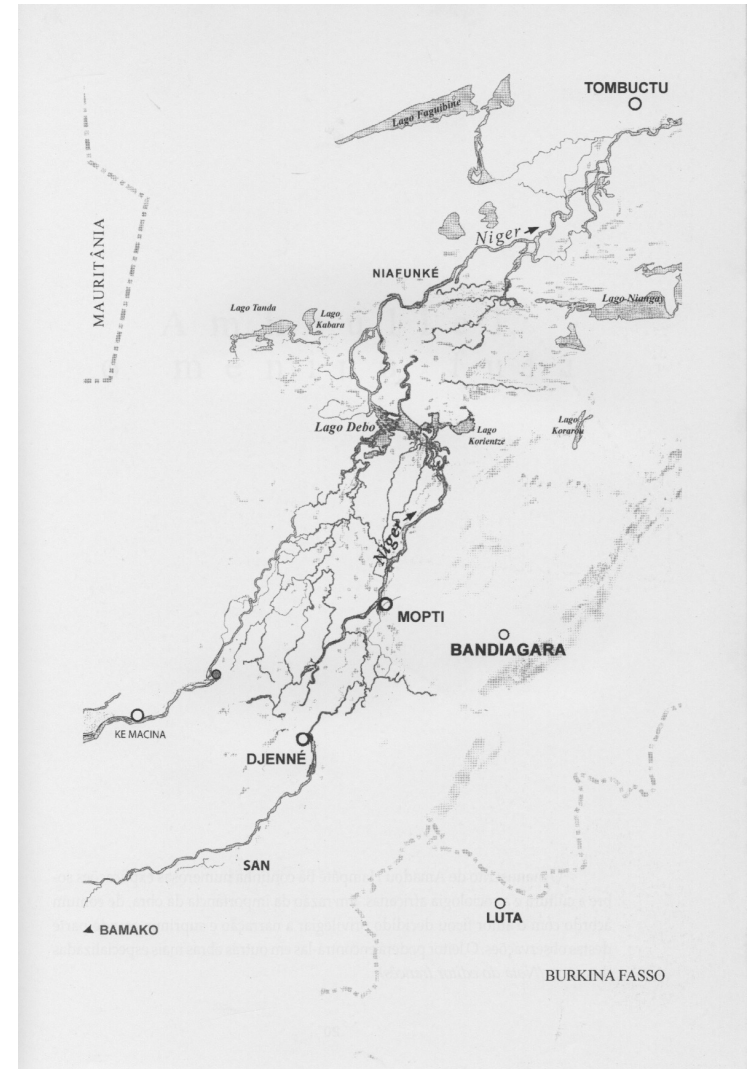 TOMBUCTU
Lago Faguibine
MAURITÂNIA
Niger
NIAFUNKÉ
Lago Tanda
Lago
Kabara
Lago Niangay
Lago Debo
Lago
Korientze
Lago
Korarou
Niger
MOPTI
BANDIAGARA
KE MACINA
DJENNÉ
SAN
LUTA
BAMAKO
BURKINA FASSO